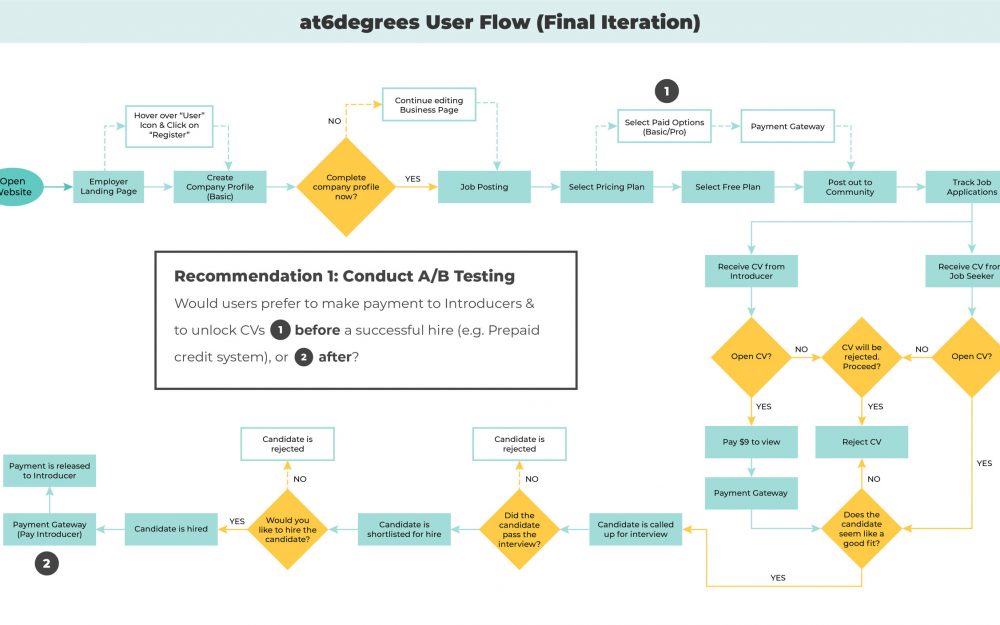 at6degrees User Flow (Final Iteration)
1
Hover over “User”
Icon & Click on
“Register”
NO
Continue editing
Business Page
Select Paid Options
(Basic/Pro)
Payment Gateway
Open
Website
Employer
Landing Page
Create
Company Profile
(Basic)
Complete
company profile
now?
YES
Job Posting
Select Pricing Plan
Select Free Plan
Post out to
Community
Track Job
Applications
Recommendation 1: Conduct A/B Testing
Would users prefer to make payment to Introducers &
to unlock CVs 1 before a successful hire (e.g. Prepaid
credit system), or 2 after?
Receive CV from
Introducer
Receive CV from
Job Seeker
Open CV?
NO
CV will be
rejected.
Proceed?
NO
Open CV?
YES
YES
Pay $9 to view
Reject CV
YES
Payment Gateway
NO
Does the
candidate
seem like a
good fit?
YES
Candidate is called
up for interview
Did the
candidate
pass the
interview?
NO
Candidate is
rejected
Candidate is
shortlisted for hire
Would you
like to hire the
candidate?
NO
Candidate is
rejected
YES
Candidate is hired
Payment Gateway
(Pay Introducer)
Payment is released
to Introducer
2